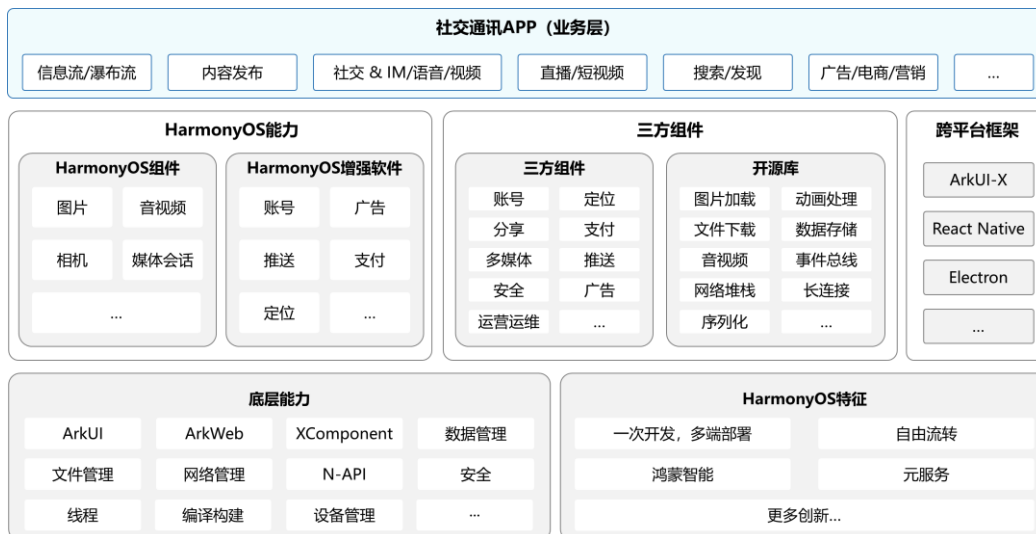 社交通讯APP（业务层）
信息流/瀑布流 内容发布 社交 & IM/语音/视频 直播/短视频 搜索/发现 广告/电商/营销 ...
HarmonyOS能力
HarmonyOS组件
图片 音视频
相机 媒体会话
...
HarmonyOS增强软件
账号 广告
推送 支付
定位 ...
三方组件
三方组件
账号 定位
分享 支付
多媒体 推送
安全 广告
运营运维 ...
开源库
图片加载 动画处理
文件下载 数据存储
音视频 事件总线
网络堆栈 长连接
序列化 ...
跨平台框架
ArkUI-X
React Native
Electron
...
底层能力
ArkUI ArkWeb XComponent 数据管理
文件管理 网络管理 N-API 安全
线程 编译构建 设备管理 ...
HarmonyOS特征
一次开发，多端部署 自由流转
鸿蒙智能 元服务
更多创新...